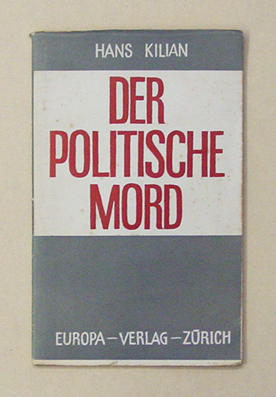 HANS KILIAN
DER
POLITISCHE
MORD
EUROPA–VERLAG–ZÜRICH